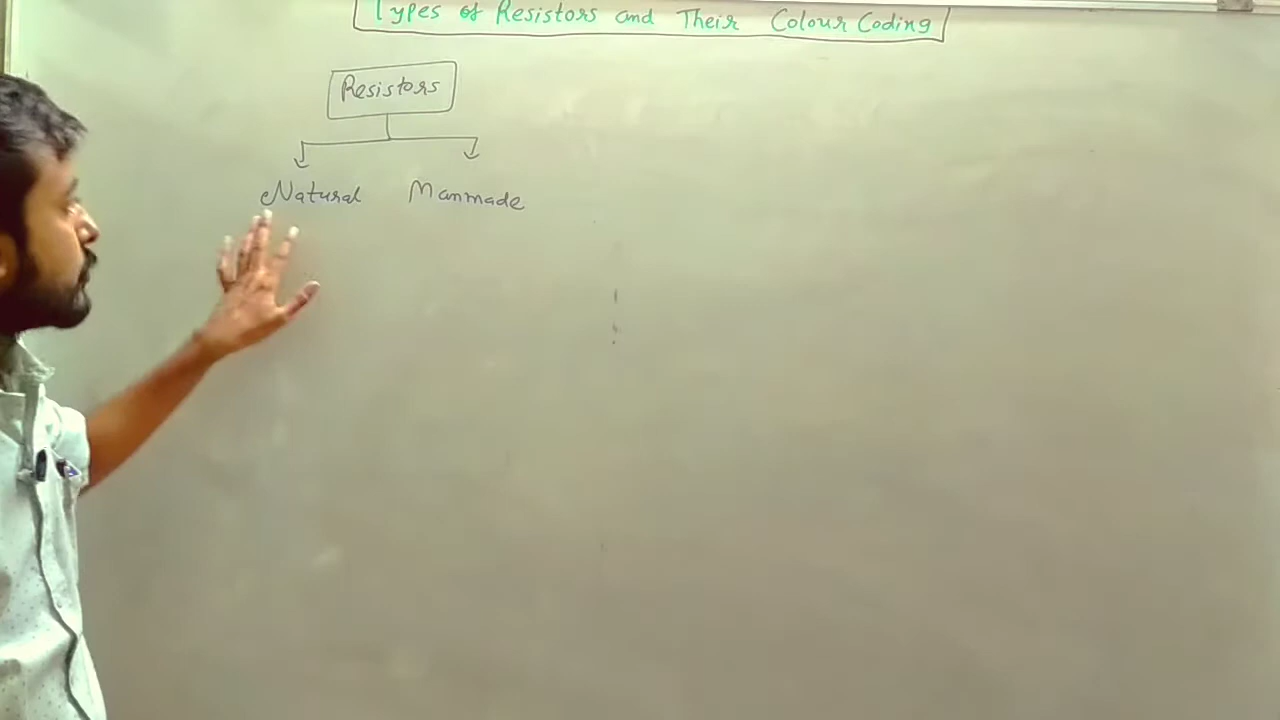 Types of Resistors and Their Colour Coding
Resistors
Natural Manmade